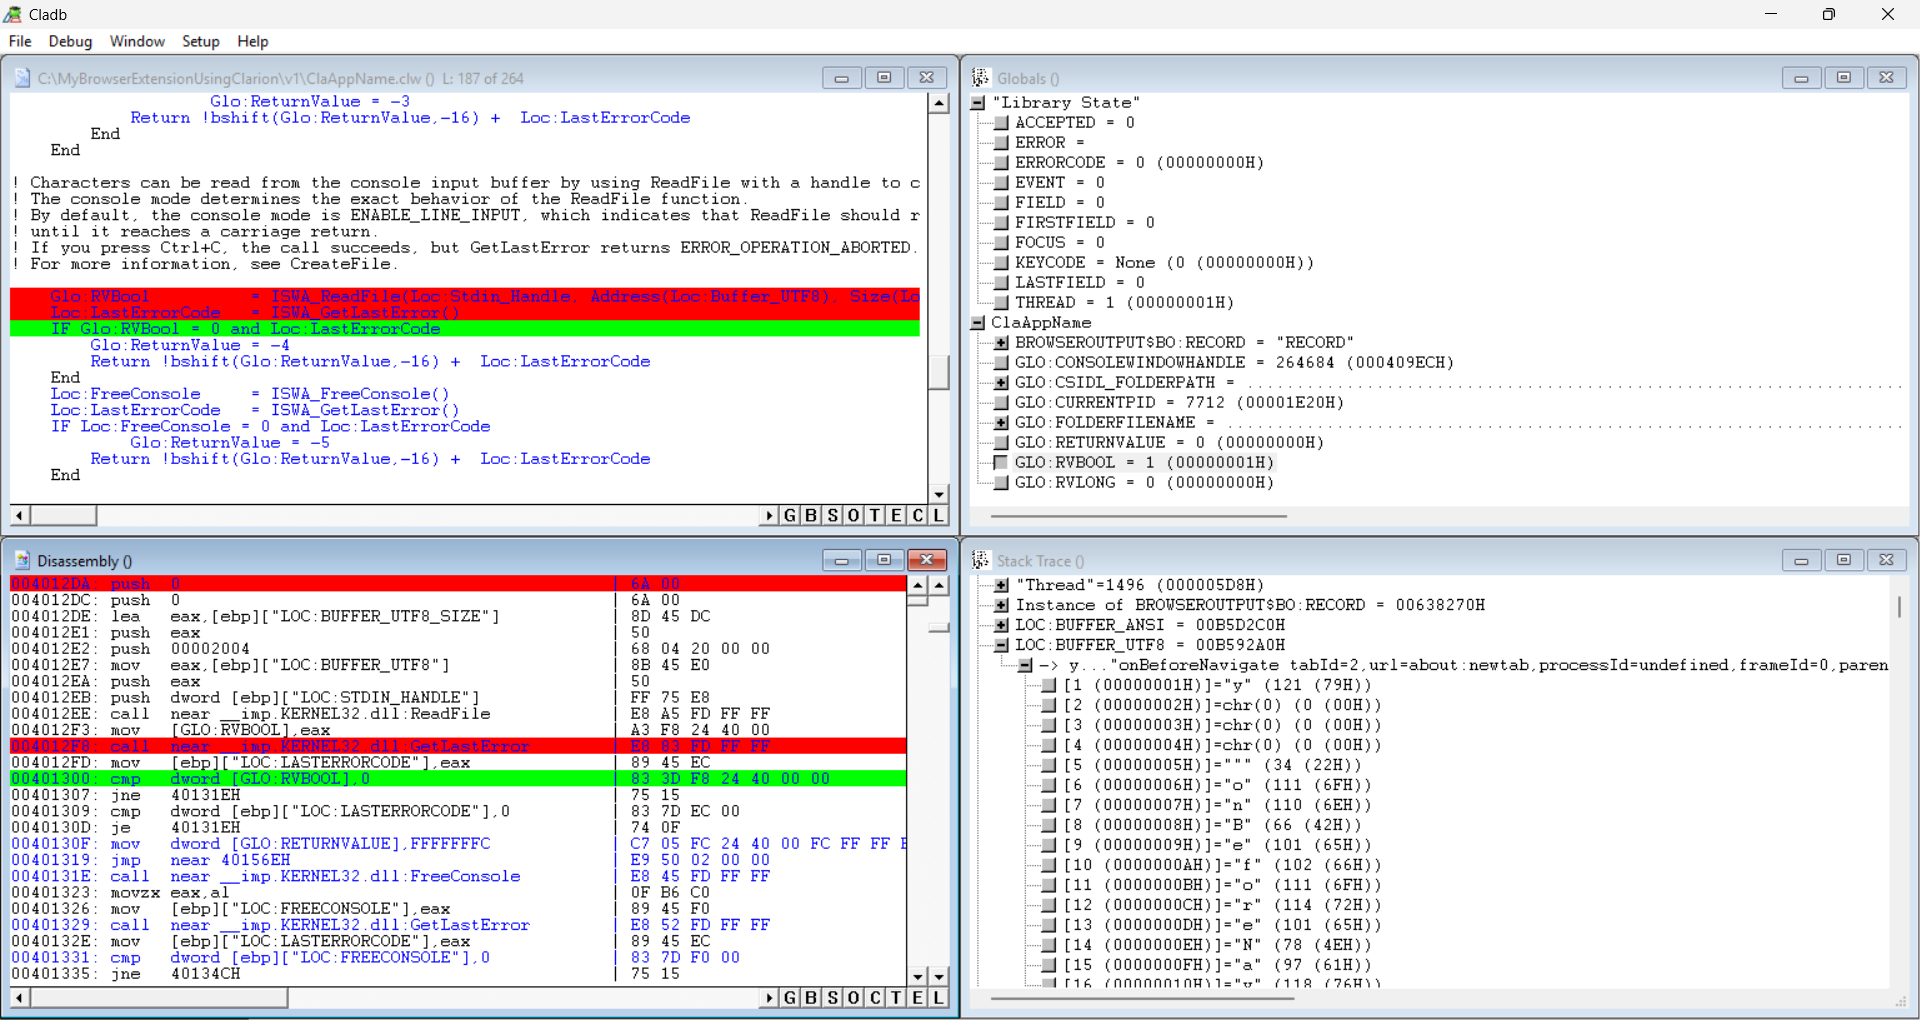 Cladb
File Debug Window Setup Help
C:\MyBrowserExtensionUsingClarion\v1\ClaAppName.clw () L: 187 of 264
Glo:ReturnValue = -3
Return !bshift(Glo:ReturnValue,-16) + Loc:LastErrorCode
End
End
! Characters can be read from the console input buffer by using ReadFile with a handle to c
! The console mode determines the exact behavior of the ReadFile function.
! By default, the console mode is ENABLE_LINE_INPUT, which indicates that ReadFile should r
! until it reaches a carriage return.
! If you press Ctrl+C, the call succeeds, but GetLastError returns ERROR_OPERATION_ABORTED.
! For more information, see CreateFile.
Glo:RVBool = ISWA_ReadFile(Loc:Stdin_Handle, Address(Loc:Buffer_UTF8), Size(Lo
Loc:LastErrorCode = ISWA_GetLastError()
IF Glo:RVBool = 0 and Loc:LastErrorCode
Glo:ReturnValue = -4
Return !bshift(Glo:ReturnValue,-16) + Loc:LastErrorCode
End
Loc:FreeConsole = ISWA_FreeConsole()
Loc:LastErrorCode = ISWA_GetLastError()
IF Loc:FreeConsole = 0 and Loc:LastErrorCode
Glo:ReturnValue = -5
Return !bshift(Glo:ReturnValue,-16) + Loc:LastErrorCode
End
G B S O T E C L
Globals ()
"Library State"
ACCEPTED = 0
ERROR =
ERRORCODE = 0 (00000000H)
EVENT = 0
FIELD = 0
FIRSTFIELD = 0
FOCUS = 0
KEYCODE = None (0 (00000000H))
LASTFIELD = 0
THREAD = 1 (00000001H)
ClaAppName
BROWSEROUTPUT$BO:RECORD = "RECORD"
GLO:CONSOLEWINDOWHANDLE = 264684 (000409ECH)
GLO:CSIDL_FOLDERPATH = ..................................................................
GLO:CURRENTPID = 7712 (00001E20H)
GLO:FOLDERFILENAME = ....................................................................
GLO:RETURNVALUE = 0 (00000000H)
GLO:RVBOOL = 1 (00000001H)
GLO:RVLONG = 0 (00000000H)
Disassembly ()
004012DA: push 0 | 6A 00
004012DC: push 0 | 6A 00
004012DE: lea eax,[ebp]["LOC:BUFFER_UTF8_SIZE"] | 8D 45 DC
004012E1: push eax | 50
004012E2: push 00002004 | 68 04 20 00 00
004012E7: mov eax,[ebp]["LOC:BUFFER_UTF8"] | 8B 45 E0
004012EA: push eax | 50
004012EB: push dword [ebp]["LOC:STDIN_HANDLE"] | FF 75 E8
004012EE: call near __imp.KERNEL32.dll:ReadFile | E8 A5 FD FF FF
004012F3: mov [GLO:RVBOOL],eax | A3 F8 24 40 00
004012F8: call near __imp.KERNEL32.dll:GetLastError | E8 83 FD FF FF
004012FD: mov [ebp]["LOC:LASTERRORCODE"],eax | 89 45 EC
00401300: cmp dword [GLO:RVBOOL],0 | 83 3D F8 24 40 00 00
00401307: jne 40131EH | 75 15
00401309: cmp dword [ebp]["LOC:LASTERRORCODE"],0 | 83 7D EC 00
0040130D: je 40131EH | 74 0F
0040130F: mov dword [GLO:RETURNVALUE],FFFFFFFC | C7 05 FC 24 40 00 FC FF FF F
00401319: jmp near 40156EH | E9 50 02 00 00
0040131E: call near __imp.KERNEL32.dll:FreeConsole | E8 45 FD FF FF
00401323: movzx eax,al | 0F B6 C0
00401326: mov [ebp]["LOC:FREECONSOLE"],eax | 89 45 F0
00401329: call near __imp.KERNEL32.dll:GetLastError | E8 52 FD FF FF
0040132E: mov [ebp]["LOC:LASTERRORCODE"],eax | 89 45 EC
00401331: cmp dword [ebp]["LOC:FREECONSOLE"],0 | 83 7D F0 00
00401335: jne 40134CH | 75 15
G B S O C T E L
Stack Trace ()
"Thread"=1496 (000005D8H)
Instance of BROWSEROUTPUT$BO:RECORD = 00638270H
LOC:BUFFER_ANSI = 00B5D2C0H
LOC:BUFFER_UTF8 = 00B592A0H
-> y..."onBeforeNavigate tabId=2,url=about:newtab,processId=undefined,frameId=0,paren
[1 (00000001H)]="y" (121 (79H))
[2 (00000002H)]=chr(0) (0 (00H))
[3 (00000003H)]=chr(0) (0 (00H))
[4 (00000004H)]=chr(0) (0 (00H))
[5 (00000005H)]=""" (34 (22H))
[6 (00000006H)]="o" (111 (6FH))
[7 (00000007H)]="n" (110 (6EH))
[8 (00000008H)]="B" (66 (42H))
[9 (00000009H)]="e" (101 (65H))
[10 (0000000AH)]="f" (102 (66H))
[11 (0000000BH)]="o" (111 (6FH))
[12 (0000000CH)]="r" (114 (72H))
[13 (0000000DH)]="e" (101 (65H))
[14 (0000000EH)]="N" (78 (4EH))
[15 (0000000FH)]="a" (97 (61H))
[16 (00000010H)]="v" (118 (76H))